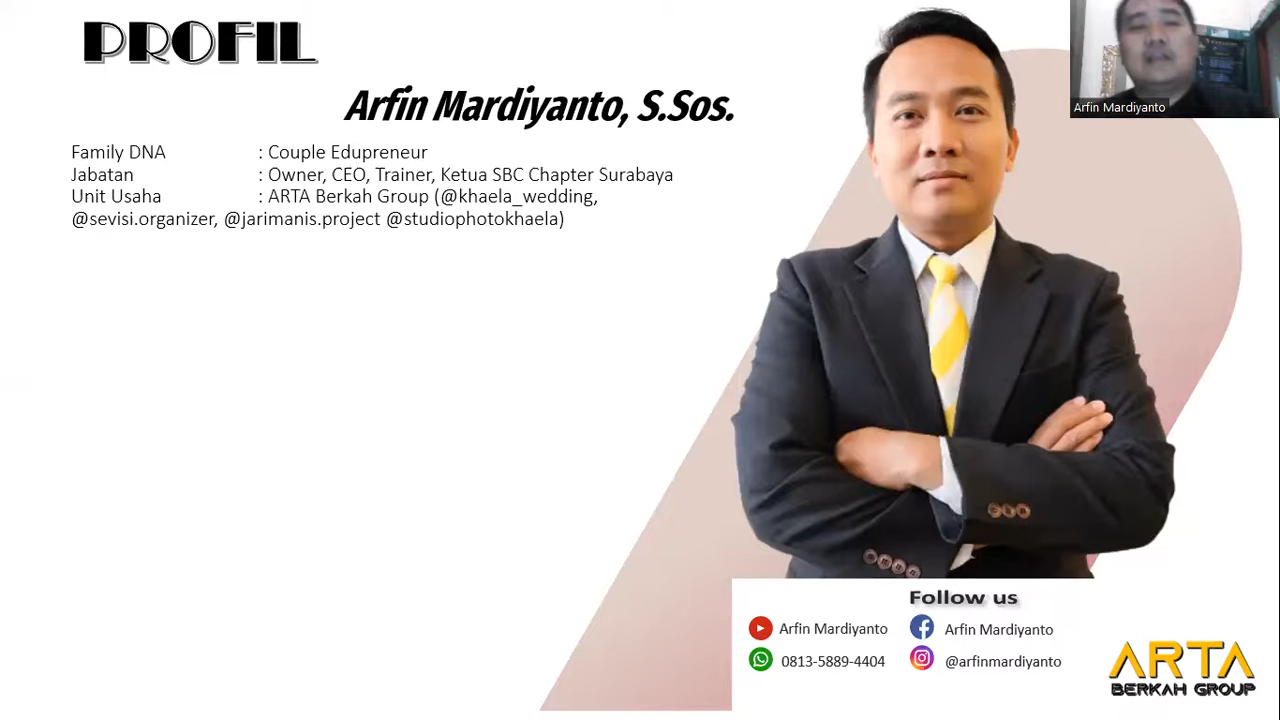 PROFIL
Arfin Mardiyanto
Arfin Mardiyanto, S.Sos.
Family DNA : Couple Edupreneur
Jabatan : Owner, CEO, Trainer, Ketua SBC Chapter Surabaya
Unit Usaha : ARTA Berkah Group (@khaela_wedding,
@sevisi.organizer, @jarimanis.project @studiophotokhaela)
Follow us
Arfin Mardiyanto Arfin Mardiyanto
0813-5889-4404 @arfinmardiyanto
ARTA
BERKAH GROUP